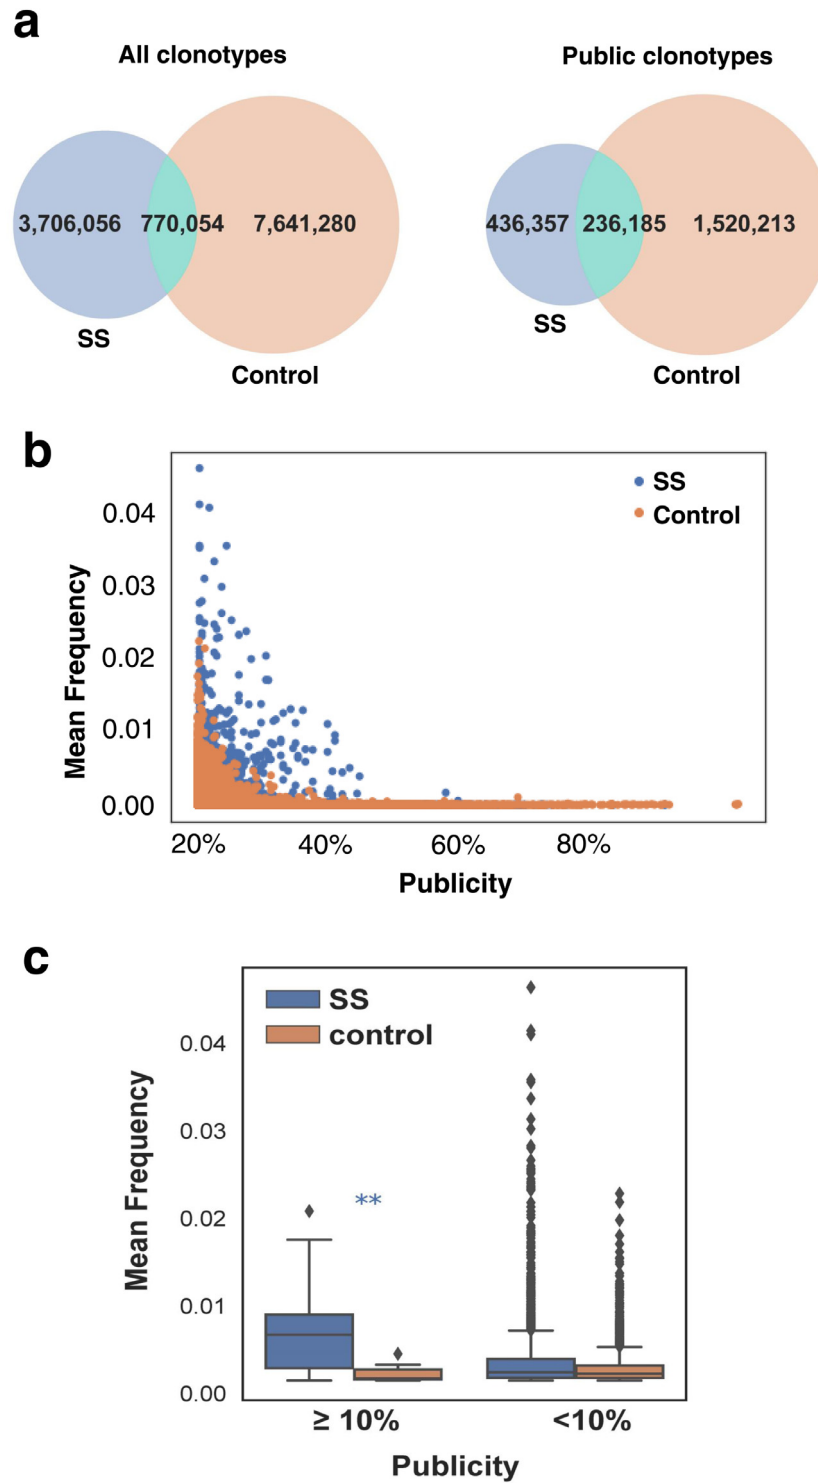 a
All clonotypes
Public clonotypes
3,706,056
770,054
7,641,280
436,357
236,185
1,520,213
SS
SS
Control
Control
b
SS
Control
0.04
0.03
0.02
0.01
0.00
Mean Frequency
20%
40%
60%
80%
Publicity
c
SS
control
0.04
0.03
0.02
0.01
0.00
Mean Frequency
**
≥ 10%
<10%
Publicity